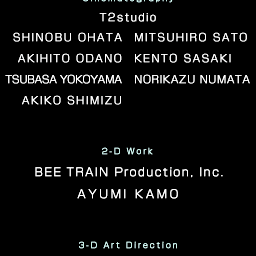 Cinematography
T2studio
SHINOBU OHATA MITSUHIRO SATO
AKIHITO ODANO KENTO SASAKI
TSUBASA YOKOYAMA NORIKAZU NUMATA
AKIKO SHIMIZU
2-D Work
BEE TRAIN Production, Inc.
AYUMI KAMO
3-D Art Direction